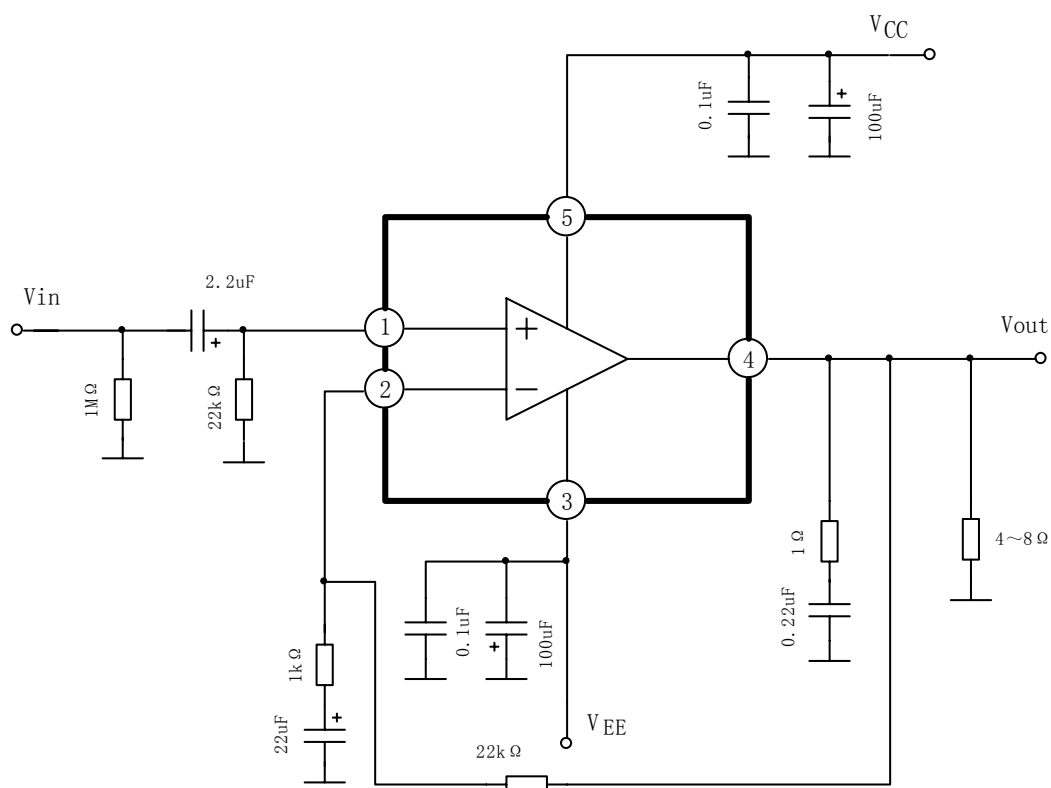 VCC
0.1uF
+
100uF
5
2.2uF
Vin
+
1
+
Vout
4
1MΩ
22kΩ
2
−
3
1Ω
4～8Ω
0.1uF
+
100uF
0.22uF
1kΩ
+
22uF
VEE
22kΩ